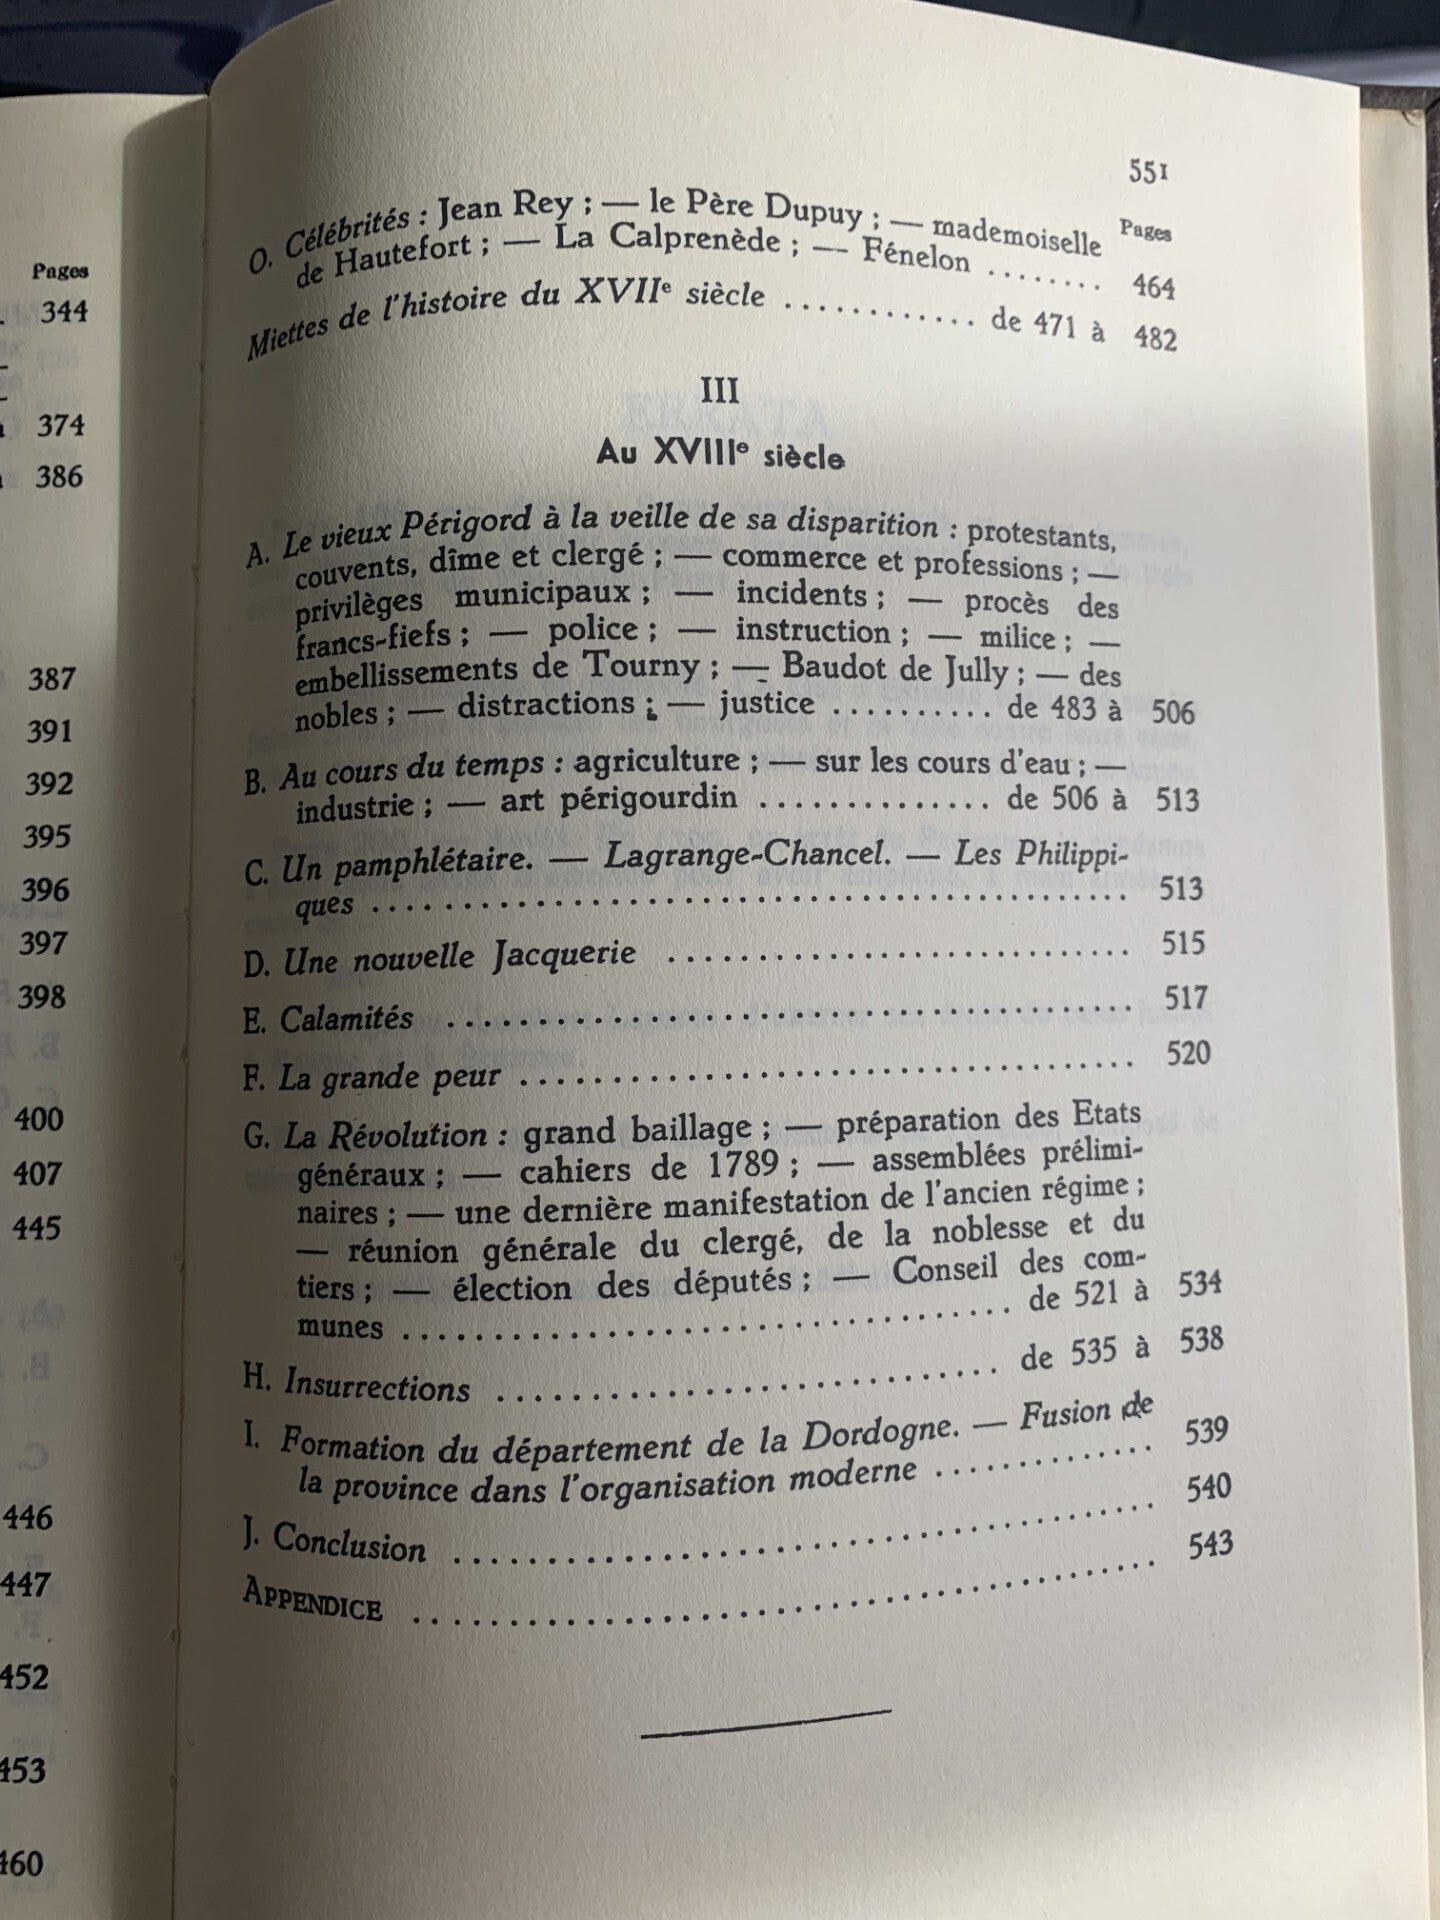 Pages
344
374
386
387
391
392
395
396
397
398
400
407
445
446
447
452
453
460
551
Pages
O. Célébrités : Jean Rey ; — le Père Dupuy ; — mademoiselle
de Hautefort ; — La Calprenède ; — Fénelon ........ 464
Miettes de l'histoire du XVIIe siècle ............ de 471 à 482
III
Au XVIIIe siècle
A. Le vieux Périgord à la veille de sa disparition : protestants,
couvents, dîme et clergé ; — commerce et professions ; —
privilèges municipaux ; — incidents ; — procès des
francs-fiefs ; — police ; — instruction ; — milice ; —
embellissements de Tourny ; — Baudot de Jully ; — des
nobles ; — distractions ; — justice .......... de 483 à 506
B. Au cours du temps : agriculture ; — sur les cours d'eau ; —
industrie ; — art périgourdin .............. de 506 à 513
C. Un pamphlétaire. — Lagrange-Chancel. — Les Philippi-
ques ............................................ 513
D. Une nouvelle Jacquerie .......................... 515
E. Calamités ...................................... 517
F. La grande peur .................................. 520
G. La Révolution : grand baillage ; — préparation des Etats
généraux ; — cahiers de 1789 ; — assemblées prélimi-
naires ; — une dernière manifestation de l'ancien régime ;
— réunion générale du clergé, de la noblesse et du
tiers ; — élection des députés ; — Conseil des com-
munes .................................. de 521 à 534
H. Insurrections ............................ de 535 à 538
I. Formation du département de la Dordogne. — Fusion de
la province dans l'organisation moderne ............ 539
J. Conclusion ...................................... 540
APPENDICE ........................................ 543